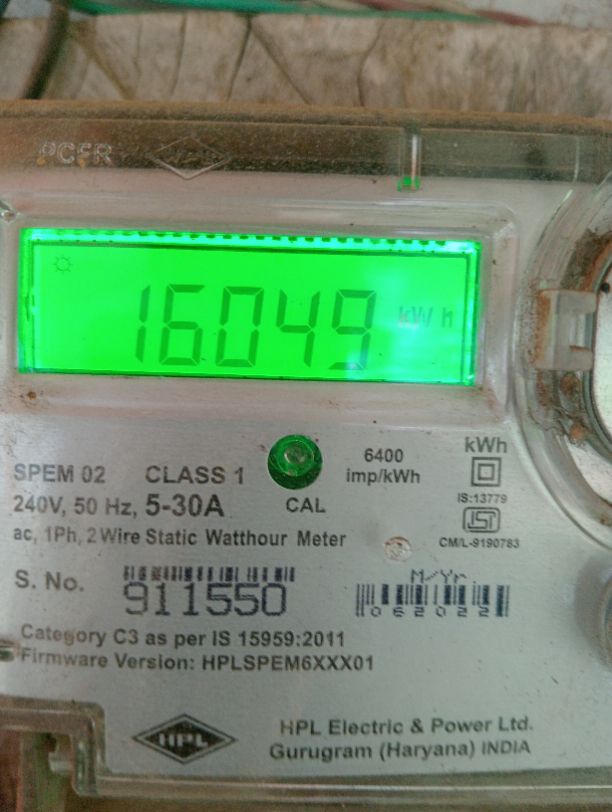 16049 kWh
SPEM 02 CLASS 1
240V, 50 Hz, 5-30A
ac, 1Ph, 2 Wire Static Watthour Meter
CAL
6400
imp/kWh
kWh
IS:13779
ISI
CM/L-9190783
S. No. 911550
M/Yr.
062022
Category C3 as per IS 15959:2011
Firmware Version: HPLSPEM6XXX01
HPL
HPL Electric & Power Ltd.
Gurugram (Haryana) INDIA